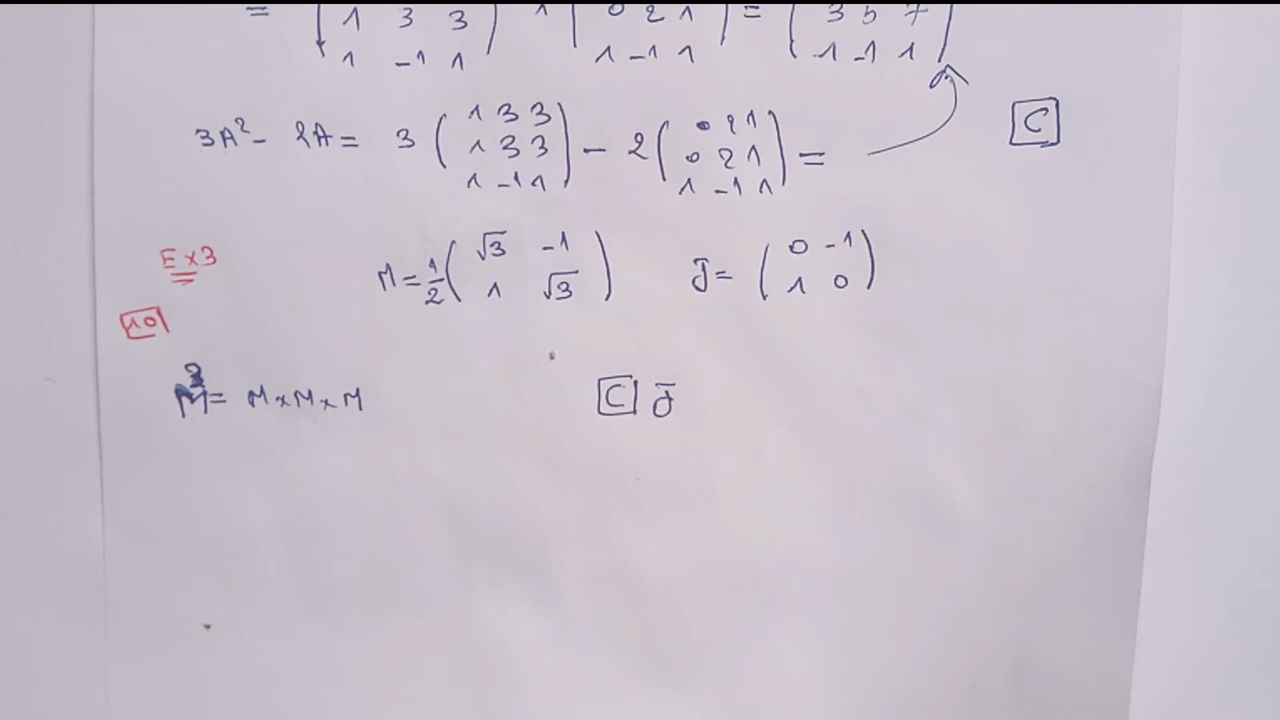 = ( 1 3 3 ) + ( 0 2 1 ) = ( 3 5 7 )
1 -1 1 1 -1 1 1 -1 1
3A² - 2A = 3 ( 1 3 3 ) - 2 ( 0 2 1 ) =
1 3 3 0 2 1
1 -1 1 1 -1 1
C
Ex3
M = 1/2 ( √3 -1 ) J = ( 0 -1 )
1 √3 1 0
10
M³ = M × M × M C J